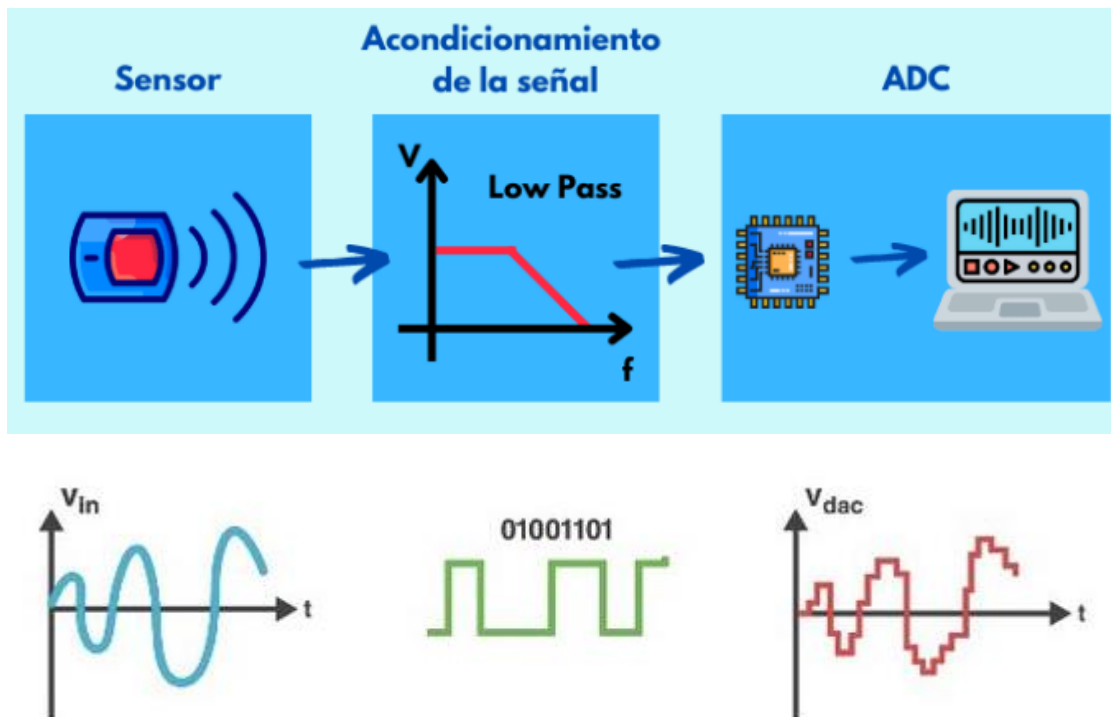 Sensor
Acondicionamiento
de la señal
ADC
V
Low Pass
f
Vin
t
01001101
Vdac
t